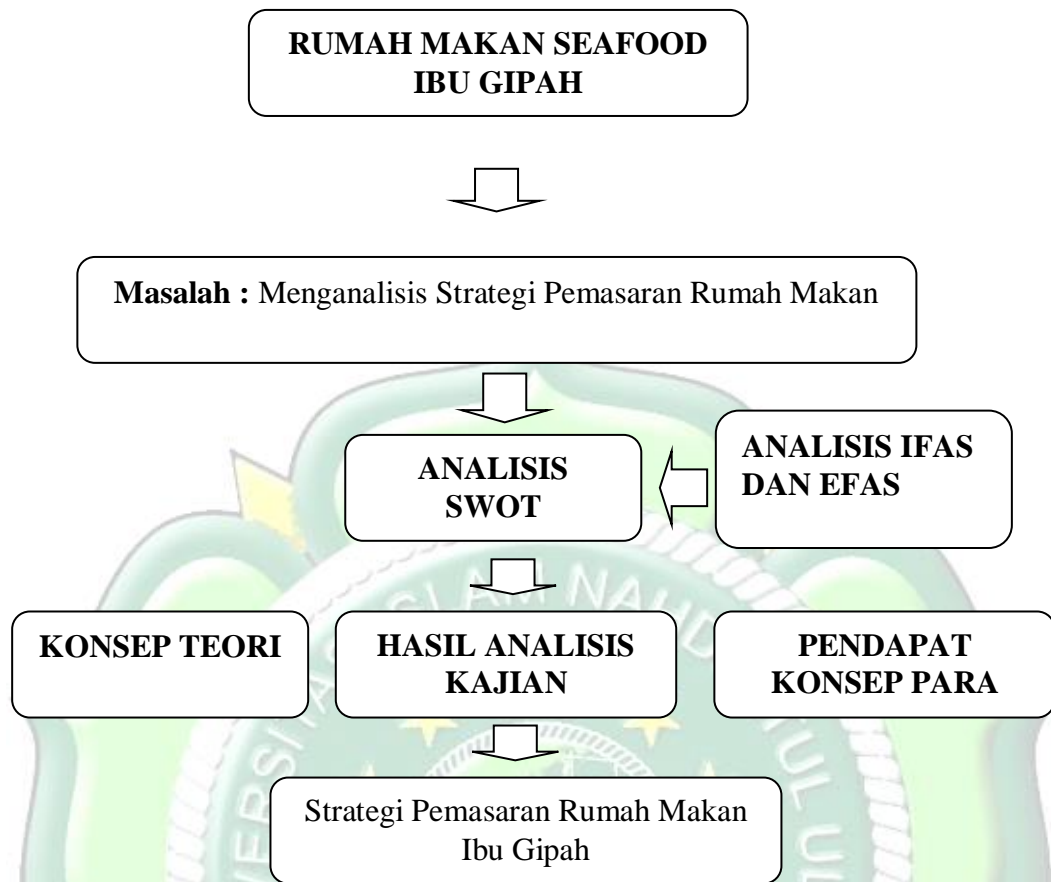 RUMAH MAKAN SEAFOOD
IBU GIPAH
Masalah : Menganalisis Strategi Pemasaran Rumah Makan
ANALISIS
SWOT
ANALISIS IFAS
DAN EFAS
KONSEP TEORI
HASIL ANALISIS
KAJIAN
PENDAPAT
KONSEP PARA
Strategi Pemasaran Rumah Makan
Ibu Gipah